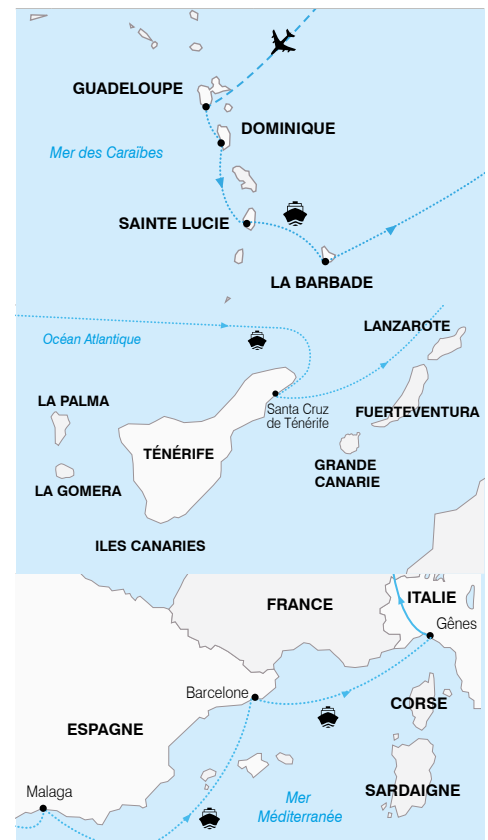 GUADELOUPE
DOMINIQUE
Mer des Caraïbes
SAINTE LUCIE
LA BARBADE
LANZAROTE
Océan Atlantique
LA PALMA
Santa Cruz
de Ténérife
FUERTEVENTURA
TÉNÉRIFE
GRANDE
CANARIE
LA GOMERA
ILES CANARIES
FRANCE
ITALIE
Gênes
Barcelone
CORSE
ESPAGNE
Malaga
SARDAIGNE
Mer
Méditerranée